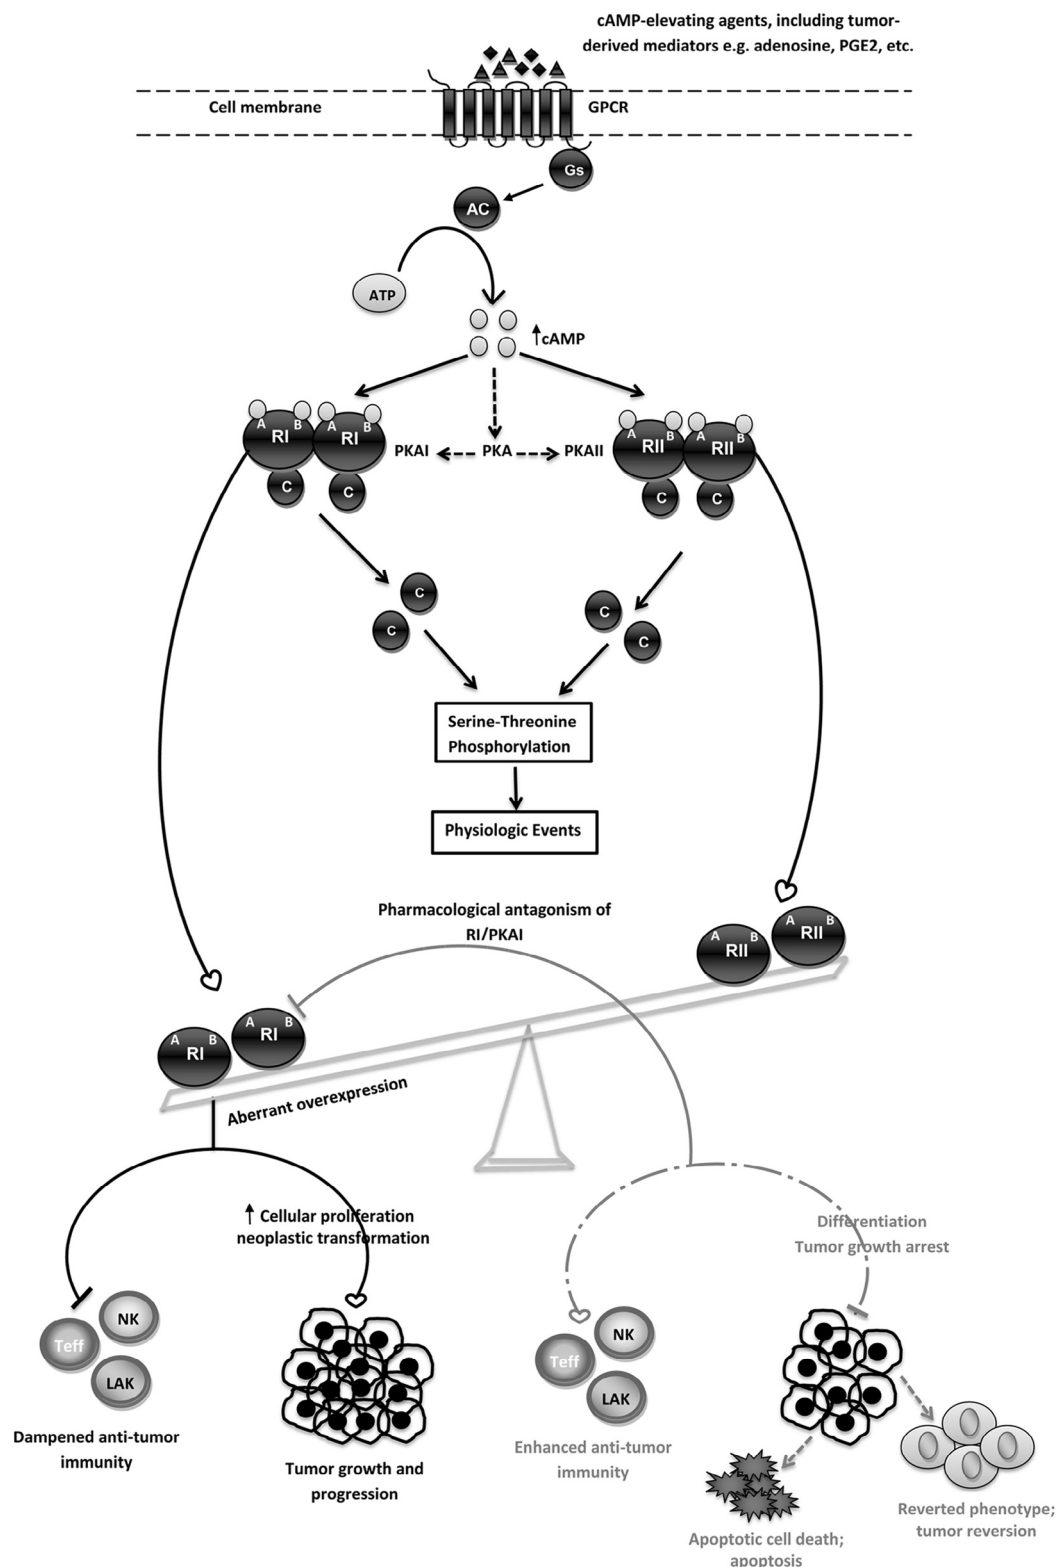 cAMP-elevating agents, including tumor-
derived mediators e.g. adenosine, PGE2, etc.
Cell membrane
GPCR
Gs
AC
ATP
cAMP
A B A B
RI RI
PKAI PKA PKAII
A B A B
RII RII
C C
C C
C
C
C
C
Serine-Threonine
Phosphorylation
Physiologic Events
Pharmacological antagonism of
RI/PKAI
A B
RII
A B
RII
A B
RI
A B
RI
Aberrant overexpression
Cellular proliferation
neoplastic transformation
Differentiation
Tumor growth arrest
NK
Teff
LAK
NK
Teff
LAK
Dampened anti-tumor
immunity
Tumor growth and
progression
Enhanced anti-tumor
immunity
Apoptotic cell death;
apoptosis
Reverted phenotype;
tumor reversion